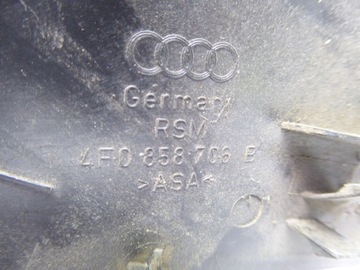 Germany
RSM
4F0 858 706 B
>ASA<